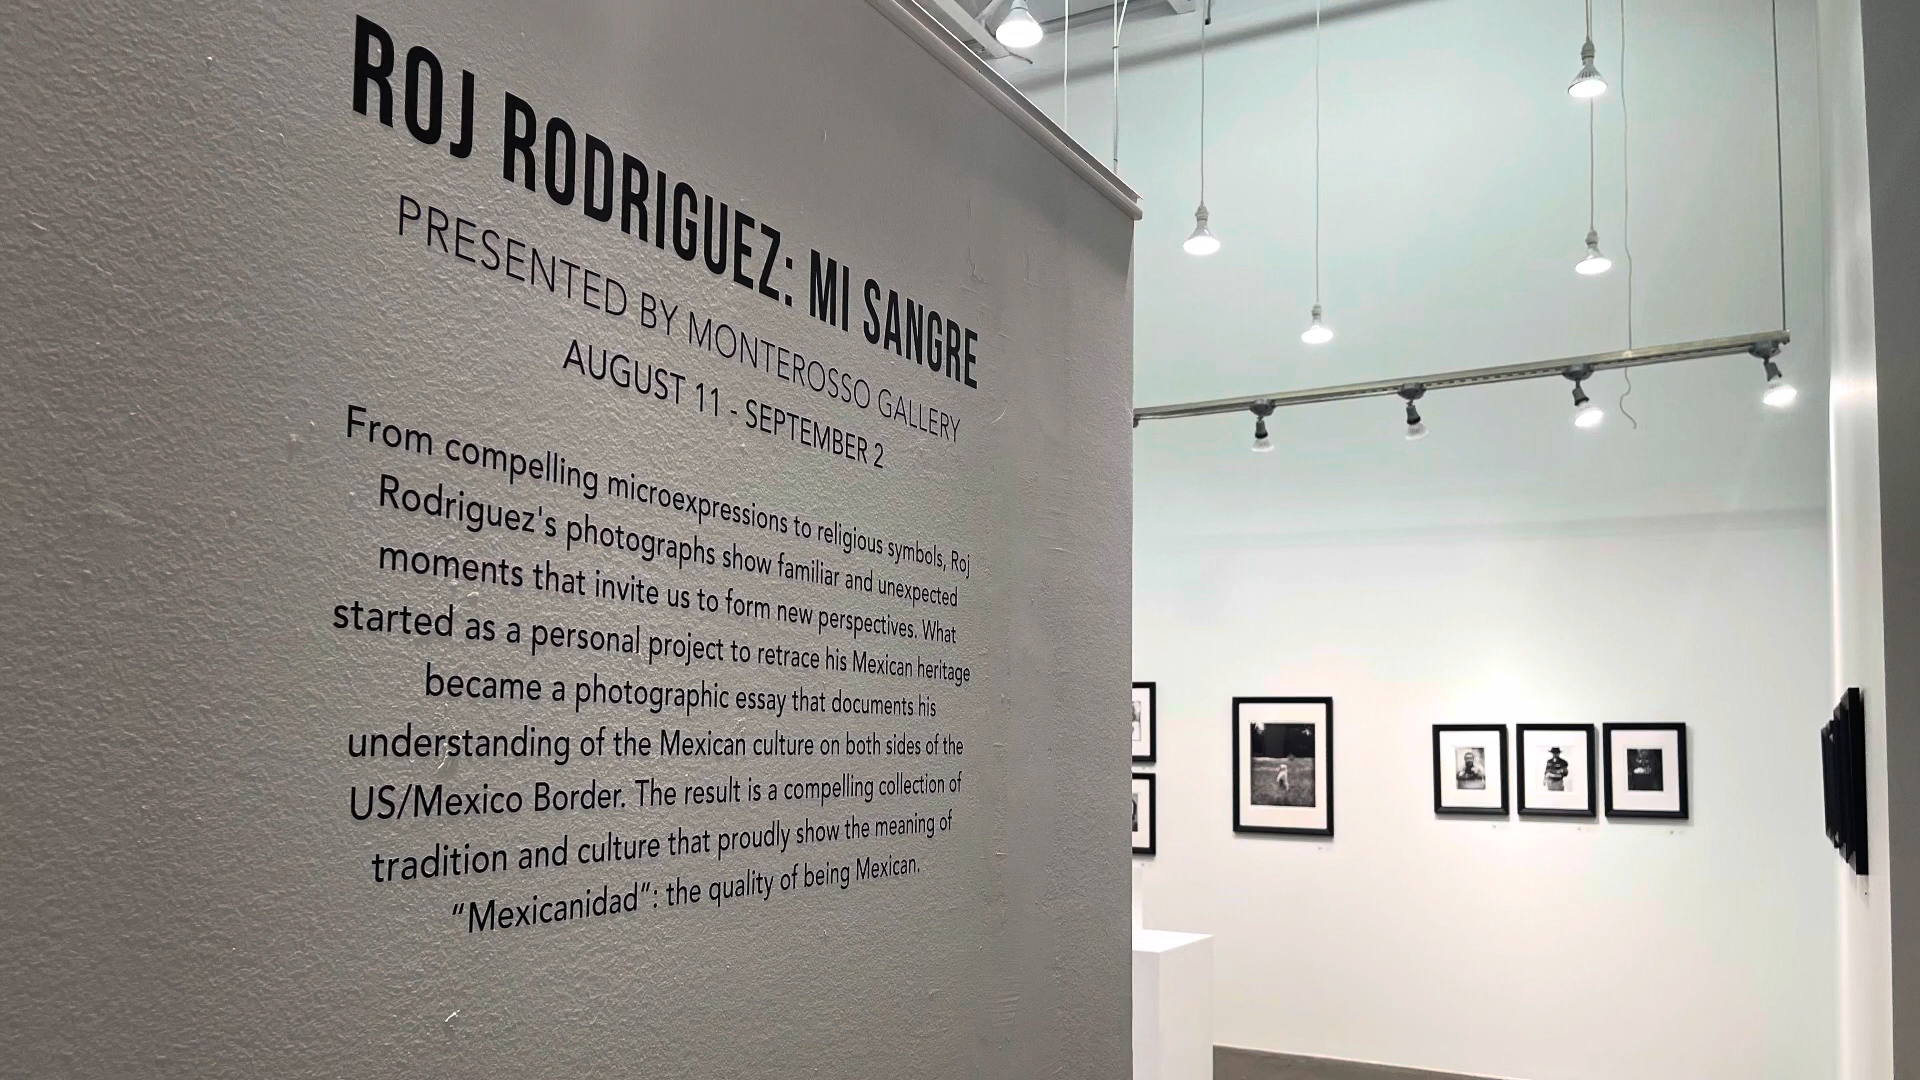 ROJ RODRIGUEZ: MI SANGRE
PRESENTED BY MONTEROSSO GALLERY
AUGUST 11 - SEPTEMBER 2
From compelling microexpressions to religious symbols, Roj
Rodriguez's photographs show familiar and unexpected
moments that invite us to form new perspectives. What
started as a personal project to retrace his Mexican heritage
became a photographic essay that documents his
understanding of the Mexican culture on both sides of the
US/Mexico Border. The result is a compelling collection of
tradition and culture that proudly show the meaning of
“Mexicanidad”: the quality of being Mexican.